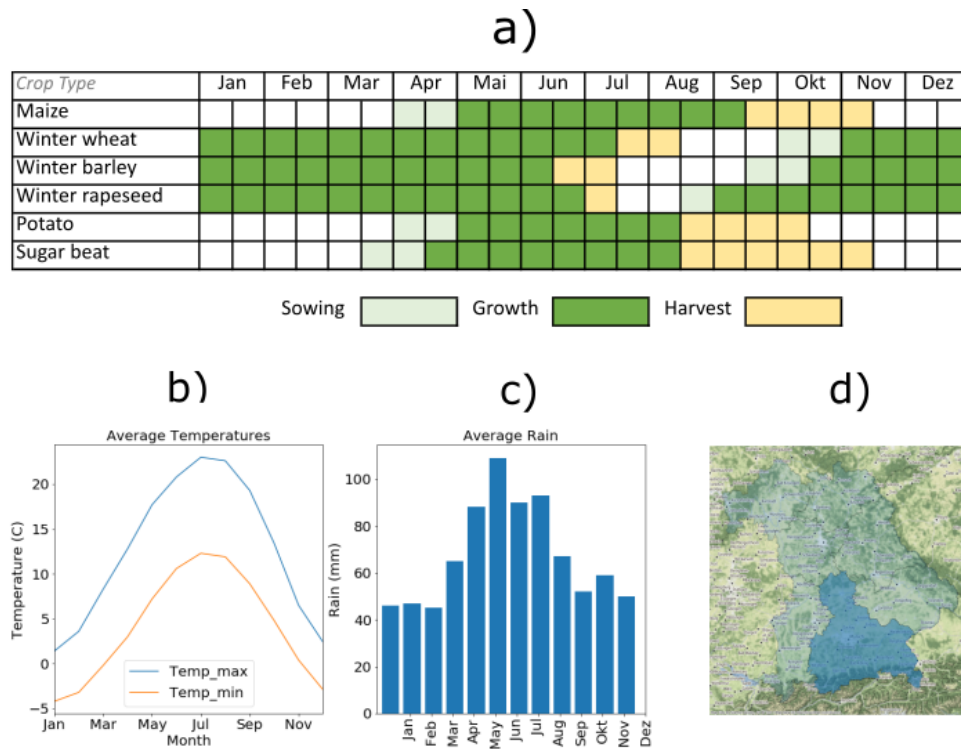 a)
Crop Type Jan Feb Mar Apr Mai Jun Jul Aug Sep Okt Nov Dez
Maize
Winter wheat
Winter barley
Winter rapeseed
Potato
Sugar beat
Sowing Growth Harvest
b) c) d)
Average Temperatures
Temperature (C)
20
15
10
5
0
−5
Temp_max
Temp_min
Jan Mar May Jul Sep Nov
Month
Average Rain
Rain (mm)
100
80
60
40
20
0
Jan Feb Mar Apr May Jun Jul Aug Sep Okt Nov Dez